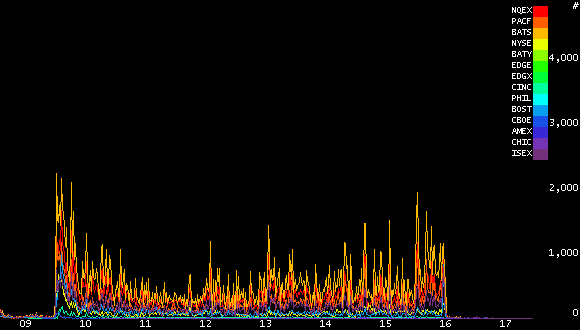 #
NQEX
PACF
BATS
NYSE
BATY
EDGE
EDGX
CINC
PHIL
BOST
CBOE
AMEX
CHIC
ISEX
4,000
3,000
2,000
1,000
0
09 10 11 12 13 14 15 16 17